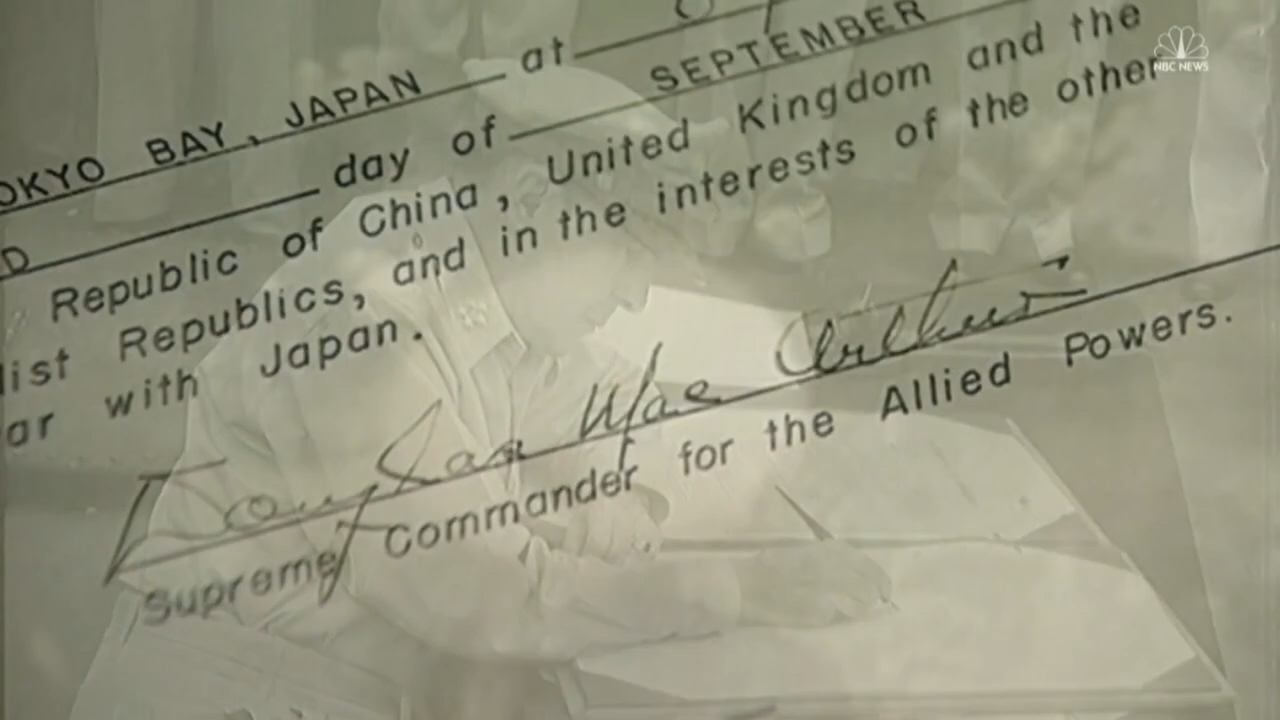 OKYO BAY, JAPAN at
SEPTEMBER
D day of
Republic of China, United Kingdom and the
list Republics, and in the interests of the other
ar with Japan.
Douglas MacArthur
Supreme Commander for the Allied Powers.
NBC NEWS